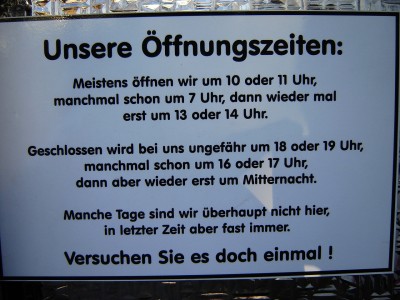 Unsere Öffnungszeiten:
Meistens öffnen wir um 10 oder 11 Uhr,
manchmal schon um 7 Uhr, dann wieder mal
erst um 13 oder 14 Uhr.
Geschlossen wird bei uns ungefähr um 18 oder 19 Uhr,
manchmal schon um 16 oder 17 Uhr,
dann aber wieder erst um Mitternacht.
Manche Tage sind wir überhaupt nicht hier,
in letzter Zeit aber fast immer.
Versuchen Sie es doch einmal !